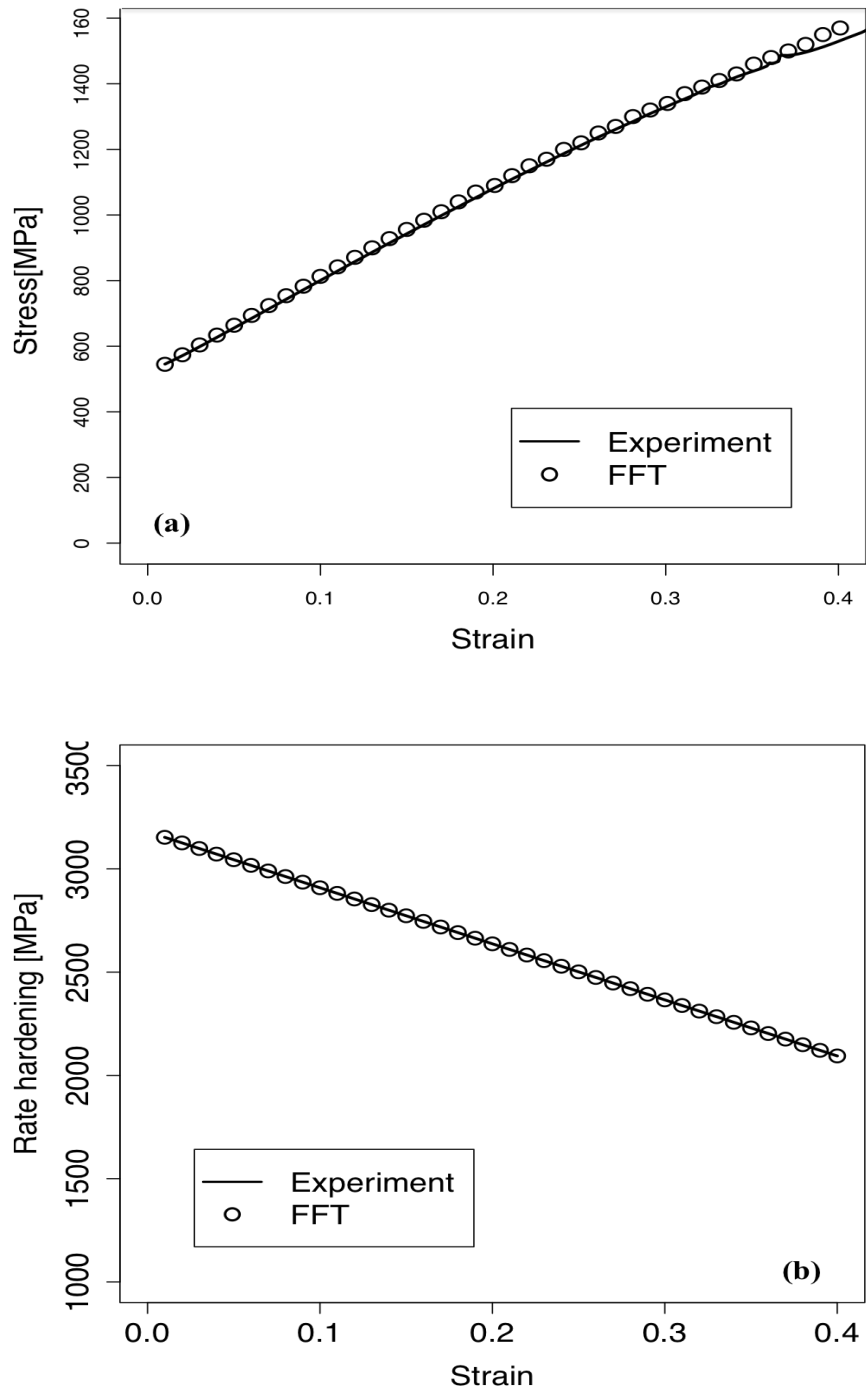 160
1400
1200
1000
800
600
400
200
0
Stress[MPa]
Experiment
FFT
(a)
0.0 0.1 0.2 0.3 0.4
Strain
3500
3000
2500
2000
1500
1000
Rate hardening [MPa]
Experiment
FFT
(b)
0.0 0.1 0.2 0.3 0.4
Strain